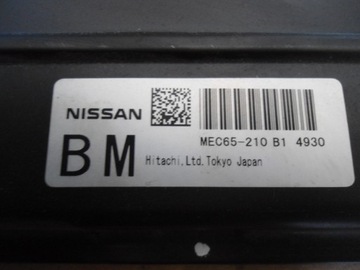 NISSAN
MEC65-210 B1 4930
BM
Hitachi,Ltd.Tokyo Japan